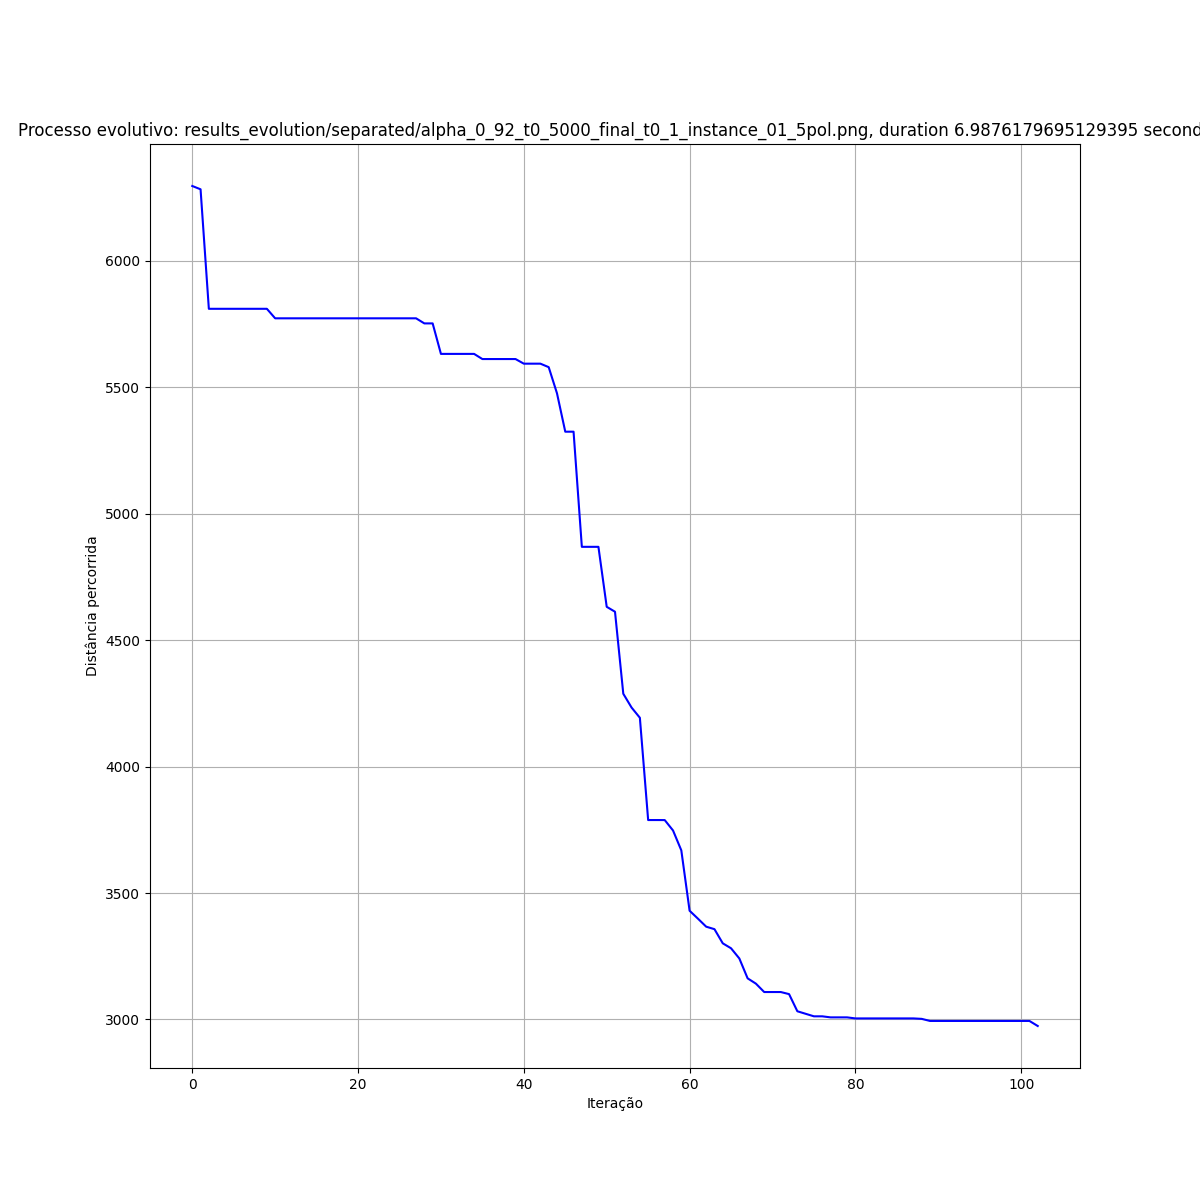 Processo evolutivo: results_evolution/separated/alpha_0_92_t0_5000_final_t0_1_instance_01_5pol.png, duration 6.9876179695129395 second
6000
5500
5000
4500
4000
3500
3000
Distância percorrida
0 20 40 60 80 100
Iteração